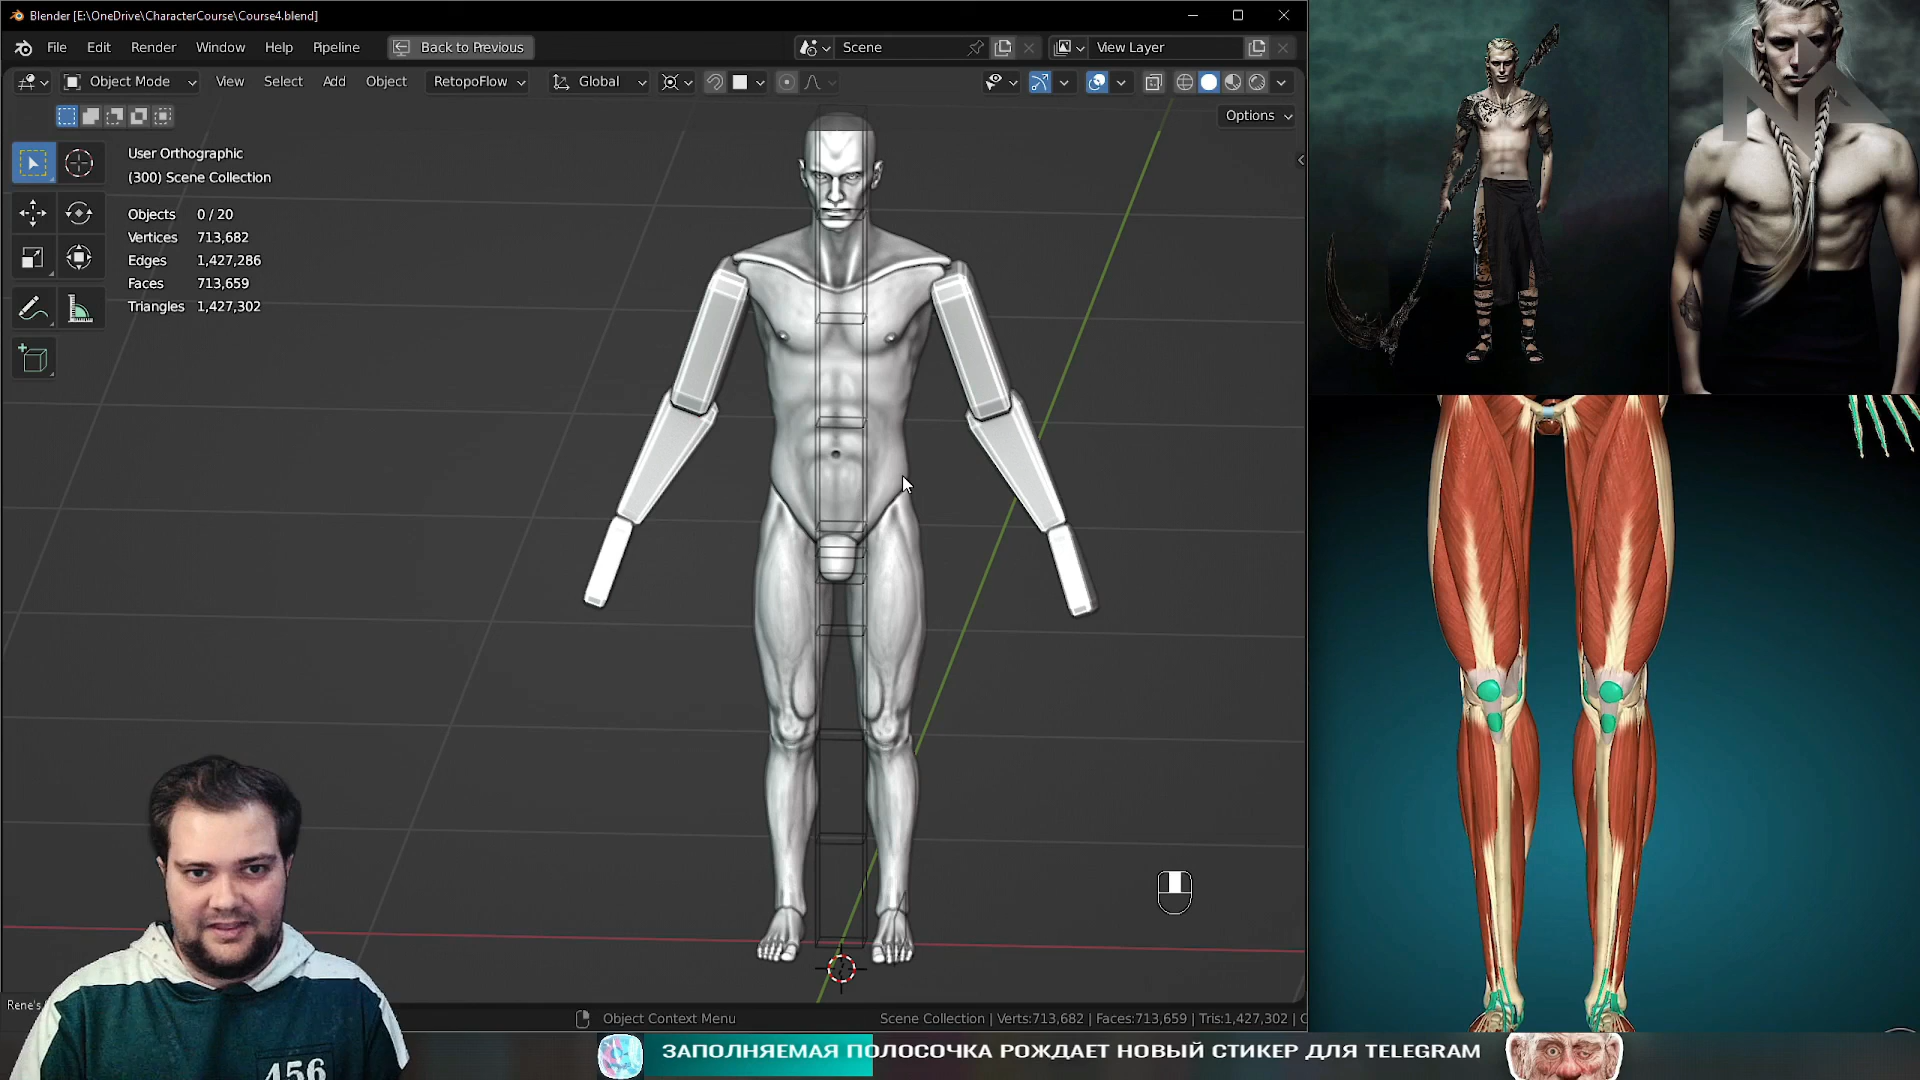 Blender [E:\OneDrive\CharacterCourse\Course4.blend]
File Edit Render Window Help Pipeline Back to Previous Scene View Layer
Object Mode View Select Add Object RetopoFlow Global
Options
User Orthographic
(300) Scene Collection
Objects 0 / 20
Vertices 713,682
Edges 1,427,286
Faces 713,659
Triangles 1,427,302
Rene's
456
Object Context Menu
Scene Collection | Verts:713,682 | Faces:713,659 | Tris:1,427,302 |
ЗАПОЛНЯЕМАЯ ПОЛОСОЧКА РОЖДАЕТ НОВЫЙ СТИКЕР ДЛЯ TELEGRAM